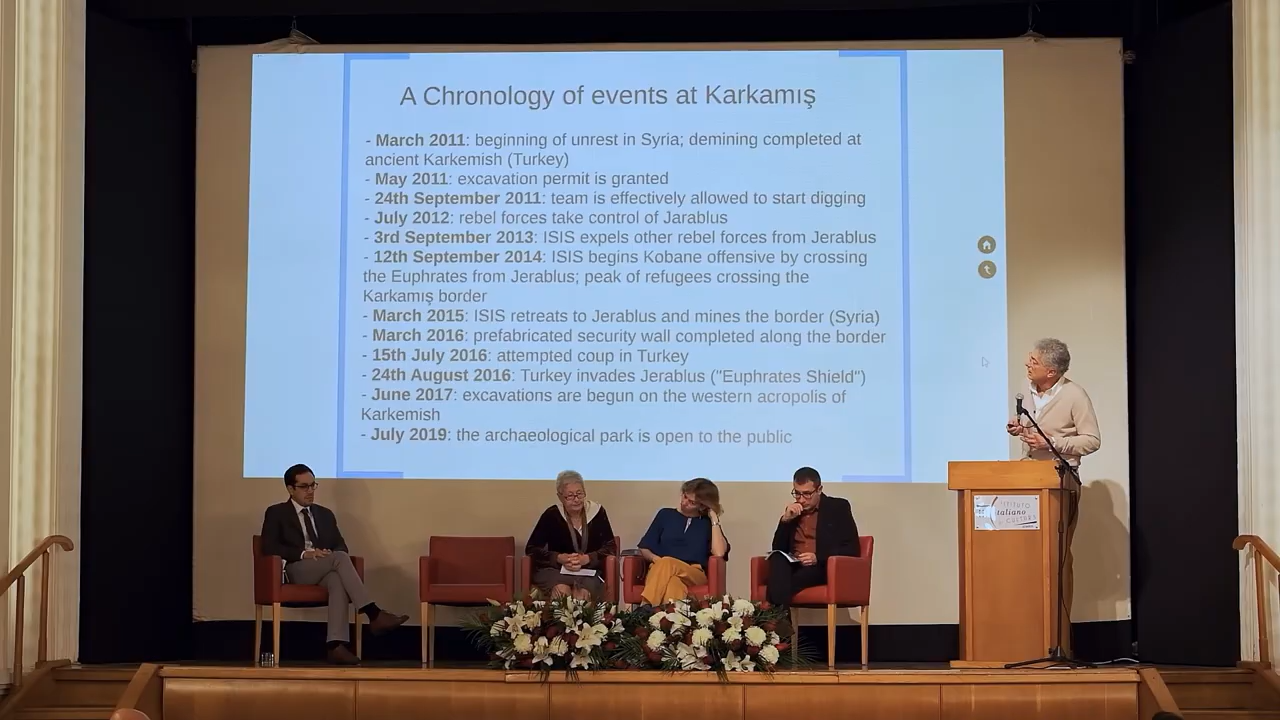 A Chronology of events at Karkamış
- March 2011: beginning of unrest in Syria; demining completed at
ancient Karkemish (Turkey)
- May 2011: excavation permit is granted
- 24th September 2011: team is effectively allowed to start digging
- July 2012: rebel forces take control of Jarablus
- 3rd September 2013: ISIS expels other rebel forces from Jerablus
- 12th September 2014: ISIS begins Kobane offensive by crossing
the Euphrates from Jerablus; peak of refugees crossing the
Karkamış border
- March 2015: ISIS retreats to Jerablus and mines the border (Syria)
- March 2016: prefabricated security wall completed along the border
- 15th July 2016: attempted coup in Turkey
- 24th August 2016: Turkey invades Jerablus ("Euphrates Shield")
- June 2017: excavations are begun on the western acropolis of
Karkemish
- July 2019: the archaeological park is open to the public
italiano